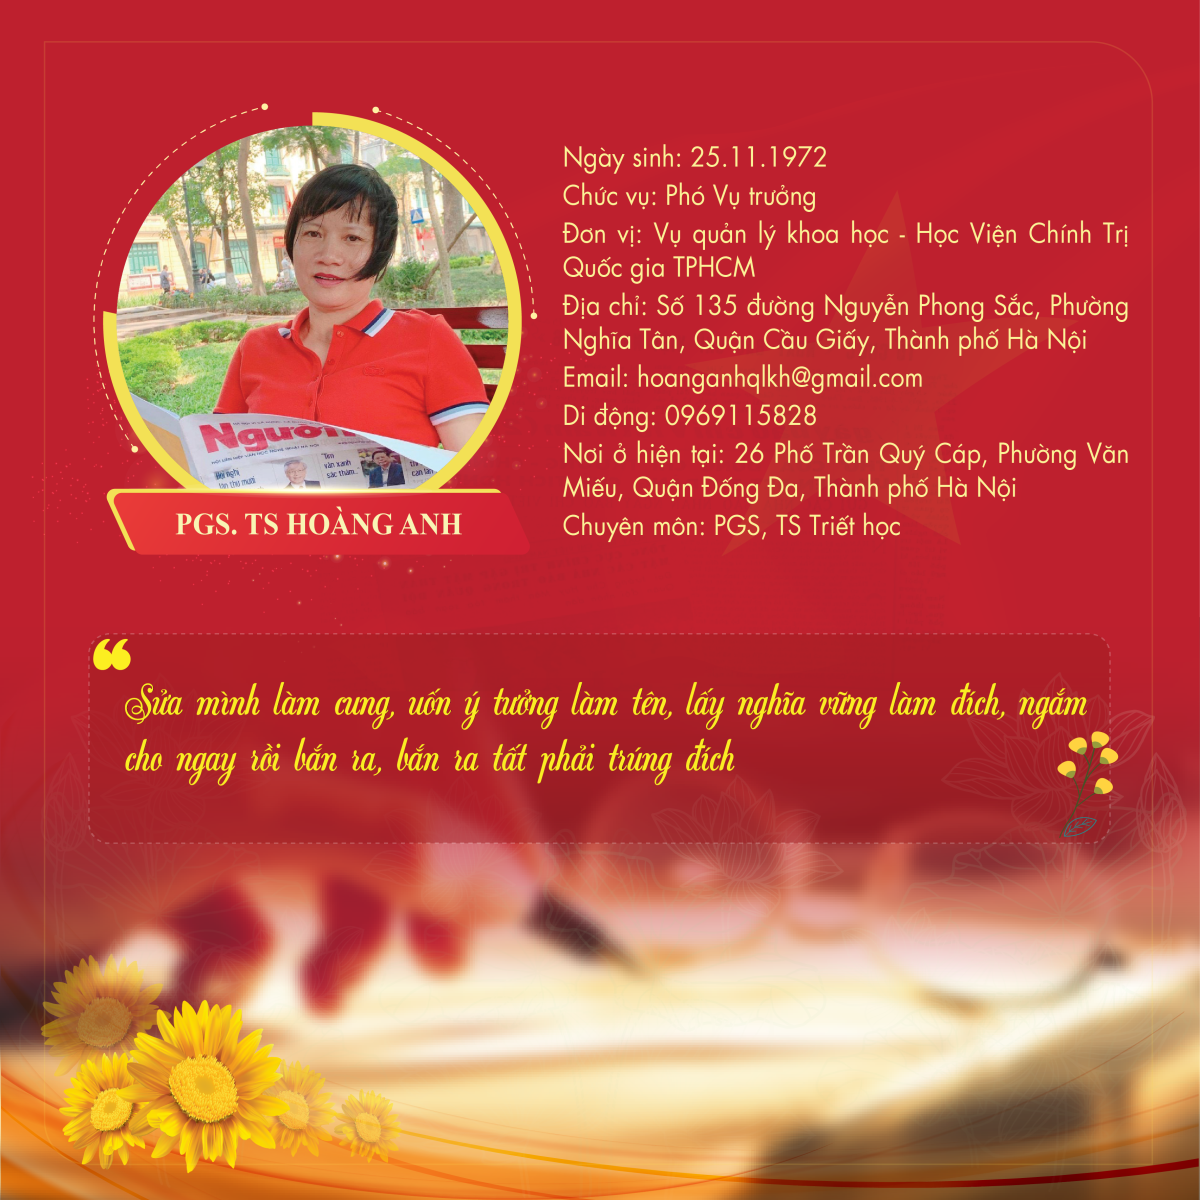 Ngày sinh: 25.11.1972
Chức vụ: Phó Vụ trưởng
Đơn vị: Vụ quản lý khoa học - Học Viện Chính Trị
Quốc gia TPHCM
Địa chỉ: Số 135 đường Nguyễn Phong Sắc, Phường
Nghĩa Tân, Quận Cầu Giấy, Thành phố Hà Nội
Email: hoanganhqlkh@gmail.com
Di động: 0969115828
Nơi ở hiện tại: 26 Phố Trần Quý Cáp, Phường Văn
Miếu, Quận Đống Đa, Thành phố Hà Nội
Chuyên môn: PGS, TS Triết học
Người
PGS. TS HOÀNG ANH
Sửa mình làm cung, uốn ý tưởng làm tên, lấy nghĩa vững làm đích, ngắm
cho ngay rồi bắn ra, bắn ra tất phải trúng đích